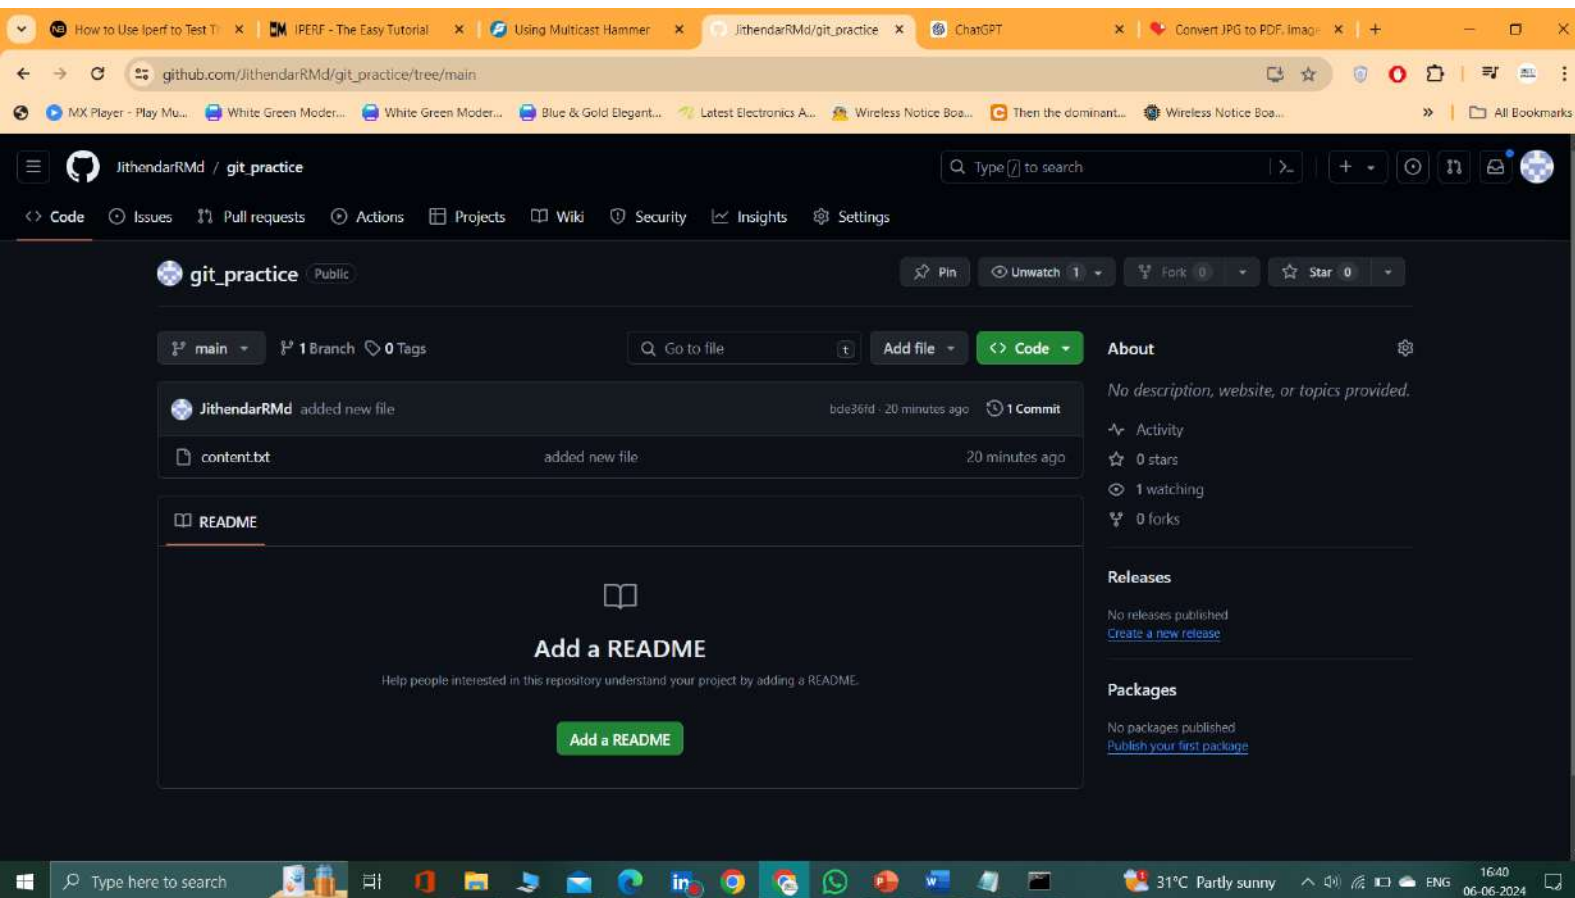 How to Use Iperf to Test T
IPERF - The Easy Tutorial
Using Multicast Hammer
JithendarRMd/git_practice
ChatGPT
Convert JPG to PDF. Image
github.com/JithendarRMd/git_practice/tree/main
MX Player - Play Mu...
White Green Moder...
White Green Moder...
Blue & Gold Elegant...
Latest Electronics A...
Wireless Notice Boa...
Then the dominant...
Wireless Notice Boa...
» All Bookmarks
JithendarRMd / git_practice
Type / to search
Code Issues Pull requests Actions Projects Wiki Security Insights Settings
git_practice Public
Pin Unwatch 1 Fork 0 Star 0
main 1 Branch 0 Tags
Go to file t Add file <> Code
About
No description, website, or topics provided.
JithendarRMd added new file bde36fd · 20 minutes ago 1 Commit
content.txt added new file 20 minutes ago
Activity
0 stars
1 watching
0 forks
README
Add a README
Help people interested in this repository understand your project by adding a README.
Add a README
Releases
No releases published
Create a new release
Packages
No packages published
Publish your first package
Type here to search
31°C Partly sunny
ENG
16:40
06-06-2024